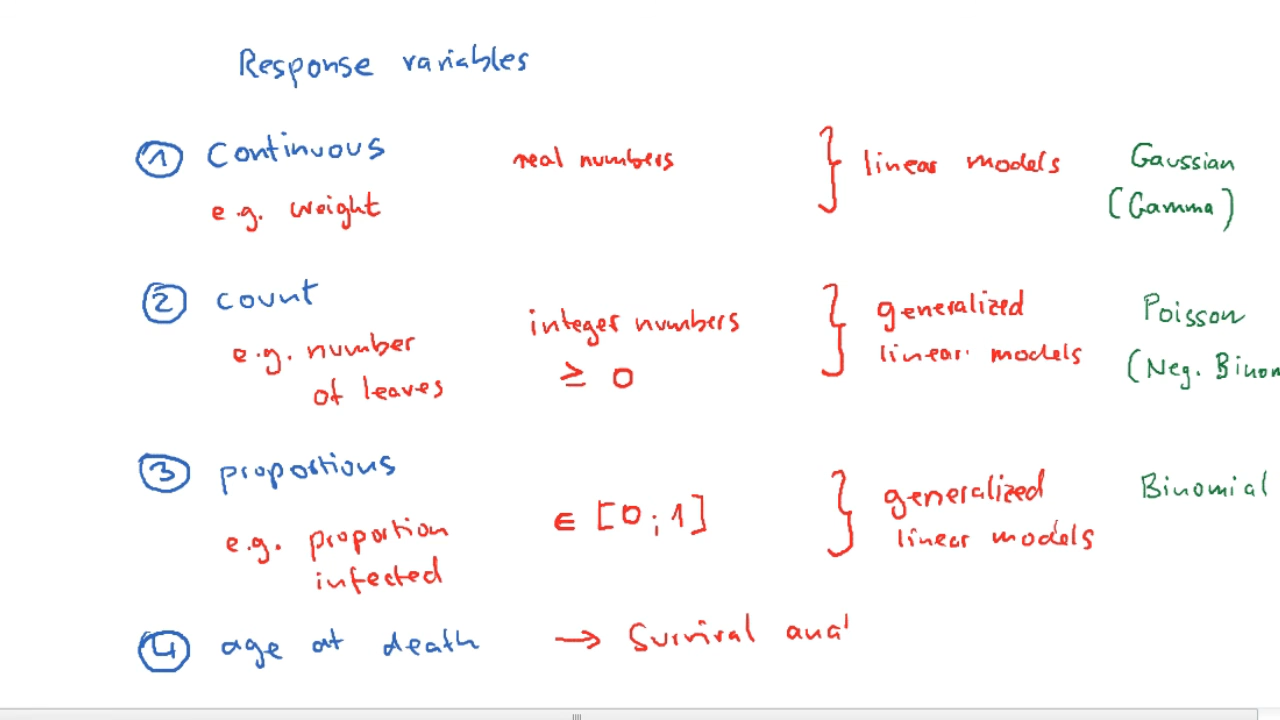 Response variables
① Continuous real numbers } linear models Gaussian
e.g. weight (Gamma)
② count integer numbers } generalized Poisson
e.g. number ≥ 0 linear models (Neg. Binom
of leaves
③ proportions ∈ [0;1] } generalized Binomial
e.g. proportion linear models
infected
④ age at death → Survival anal